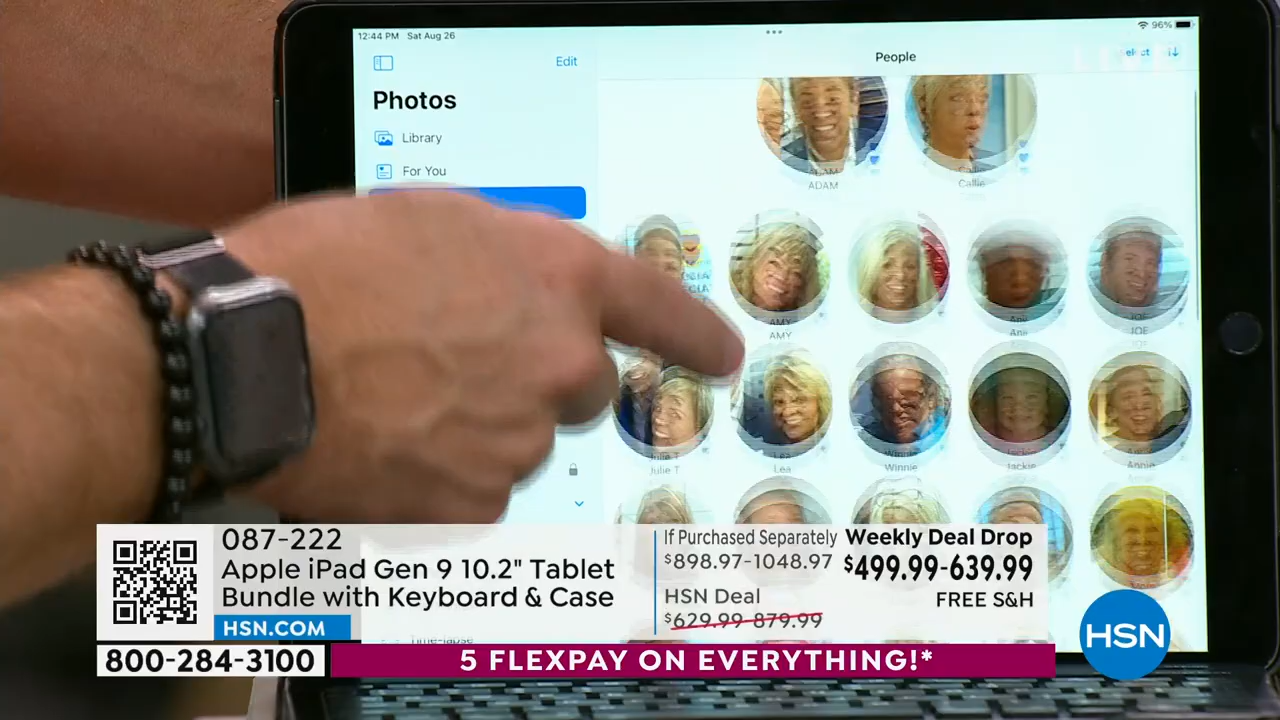 12:44 PM Sat Aug 26
96%
Edit
People
Photos
Library
For You
ADAM
Callie
AMY
Ani
JOE
Julie T
Lea
Winnie
Jackie
Annie
Time-lapse
087-222
Apple iPad Gen 9 10.2" Tablet
Bundle with Keyboard & Case
HSN.COM
If Purchased Separately
$898.97-1048.97
HSN Deal
$629.99-879.99
Weekly Deal Drop
$499.99-639.99
FREE S&H
HSN
800-284-3100
5 FLEXPAY ON EVERYTHING!*